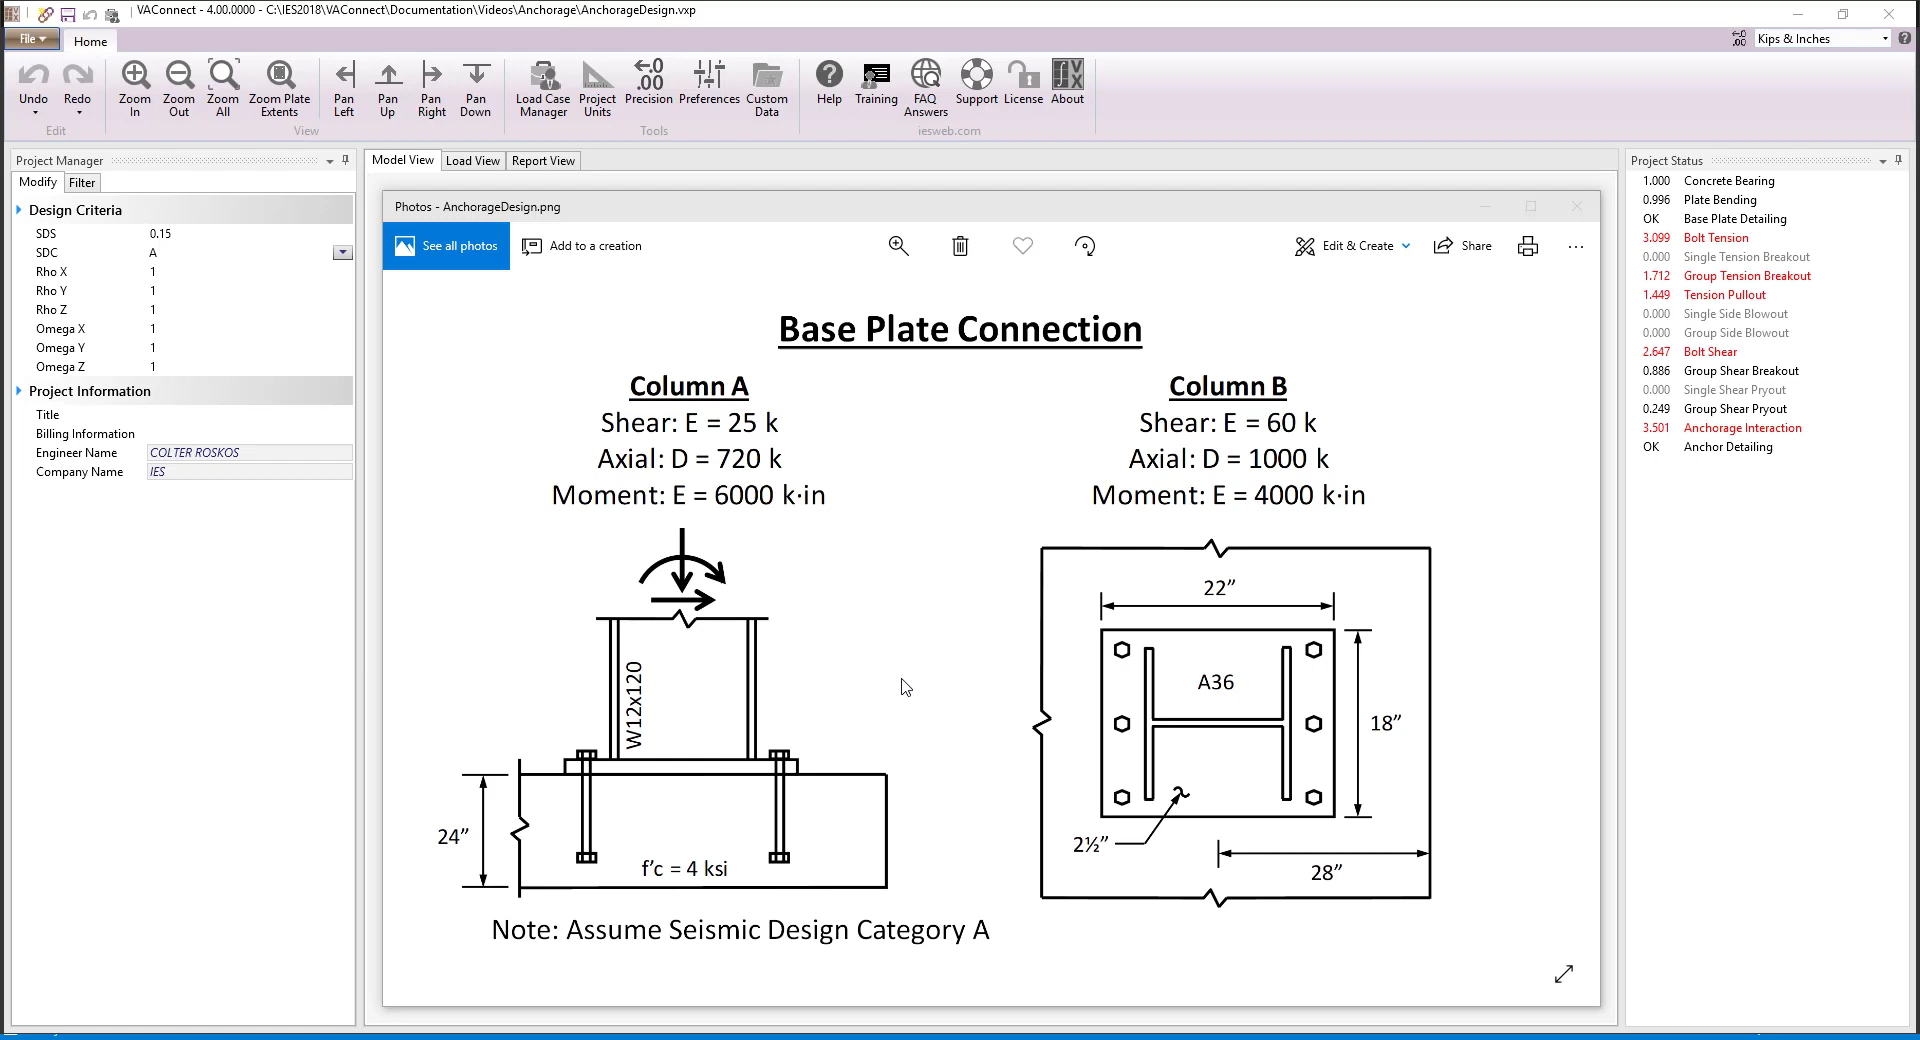 VAConnect - 4.00.0000 - C:\IES2018\VAConnect\Documentation\Videos\Anchorage\AnchorageDesign.vxp
File
Home
Kips & Inches
Undo
Redo
Edit
Zoom In
Zoom Out
Zoom All
Zoom Plate Extents
View
Pan Left
Pan Up
Pan Right
Pan Down
Load Case Manager
Project Units
Precision
Preferences
Custom Data
Tools
Help
Training
FAQ Answers
Support
License
About
iesweb.com
Project Manager
Modify
Filter
Design Criteria
SDS 0.15
SDC A
Rho X 1
Rho Y 1
Rho Z 1
Omega X 1
Omega Y 1
Omega Z 1
Project Information
Title
Billing Information
Engineer Name COLTER ROSKOS
Company Name IES
Model View
Load View
Report View
Photos - AnchorageDesign.png
See all photos
Add to a creation
Edit & Create
Share
Base Plate Connection
Column A
Shear: E = 25 k
Axial: D = 720 k
Moment: E = 6000 k·in
W12x120
24”
f’c = 4 ksi
Note: Assume Seismic Design Category A
Column B
Shear: E = 60 k
Axial: D = 1000 k
Moment: E = 4000 k·in
22”
A36
18”
2½”
28”
Project Status
1.000 Concrete Bearing
0.996 Plate Bending
OK Base Plate Detailing
3.099 Bolt Tension
0.000 Single Tension Breakout
1.712 Group Tension Breakout
1.449 Tension Pullout
0.000 Single Side Blowout
0.000 Group Side Blowout
2.647 Bolt Shear
0.886 Group Shear Breakout
0.000 Single Shear Pryout
0.249 Group Shear Pryout
3.501 Anchorage Interaction
OK Anchor Detailing